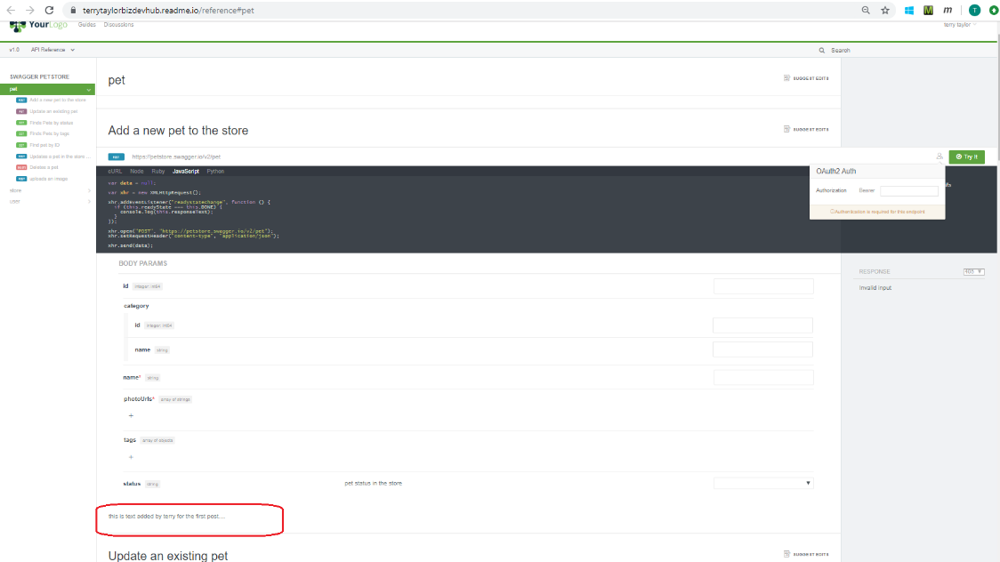 terrytaylorbizdevhub.readme.io/reference#pet
T
YourLogo
Guides
Discussions
terry taylor
v1.0
API Reference
Search
SWAGGER PETSTORE
pet
POST Add a new pet to the store
PUT Update an existing pet
GET Finds Pets by status
GET Finds Pets by tags
GET Find pet by ID
POST Updates a pet in the store ...
Deletes a pet
POST uploads an image
store
user
pet
SUGGEST EDITS
Add a new pet to the store
SUGGEST EDITS
POST https://petstore.swagger.io/v2/pet
Try It
cURL Node Ruby JavaScript Python
var data = null;
var xhr = new XMLHttpRequest();
xhr.addEventListener("readystatechange", function () {
if (this.readyState === this.DONE) {
console.log(this.responseText);
}
});
xhr.open("POST", "https://petstore.swagger.io/v2/pet");
xhr.setRequestHeader("content-type", "application/json");
xhr.send(data);
OAuth2 Auth
Authorization Bearer
Authentication is required for this endpoint
BODY PARAMS
id integer: int64
category
id integer: int64
name string
name* string
photoUrls* array of strings
+
tags array of objects
+
status string pet status in the store
this is text added by terry for the first post....
RESPONSE 405
Invalid input
Update an existing pet
SUGGEST EDITS